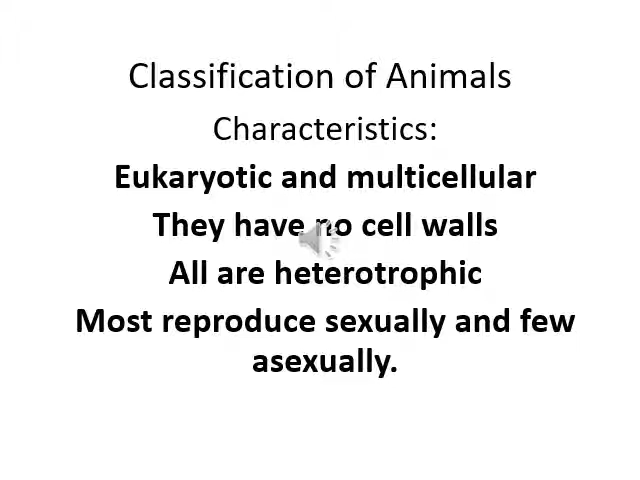 Classification of Animals
Characteristics:
Eukaryotic and multicellular
They have no cell walls
All are heterotrophic
Most reproduce sexually and few
asexually.